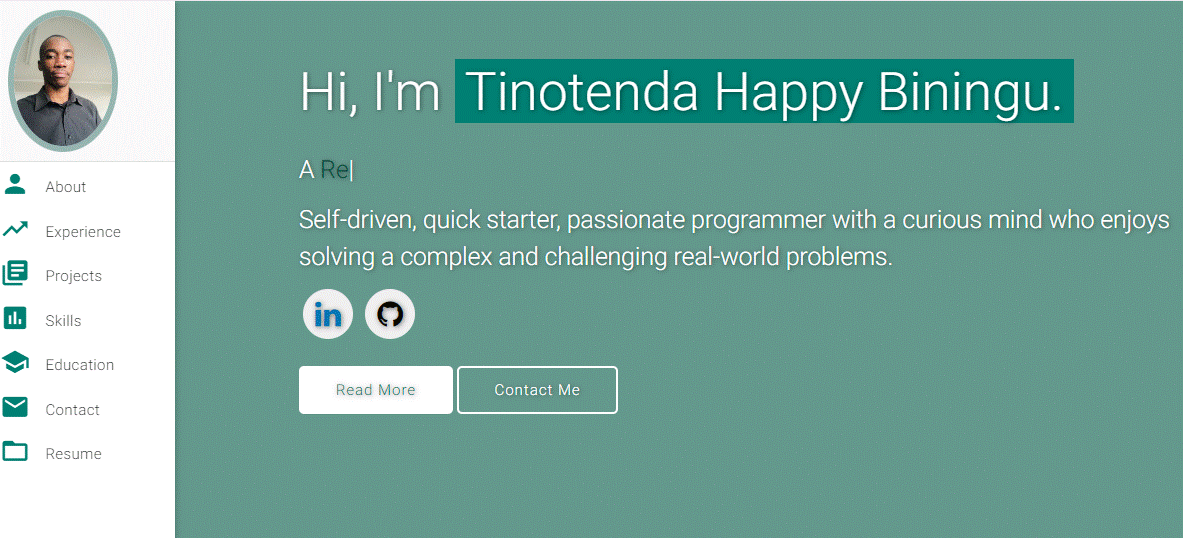 About
Experience
Projects
Skills
Education
Contact
Resume
Hi, I'm Tinotenda Happy Biningu.
A Re|
Self-driven, quick starter, passionate programmer with a curious mind who enjoys
solving a complex and challenging real-world problems.
in
Read More
Contact Me